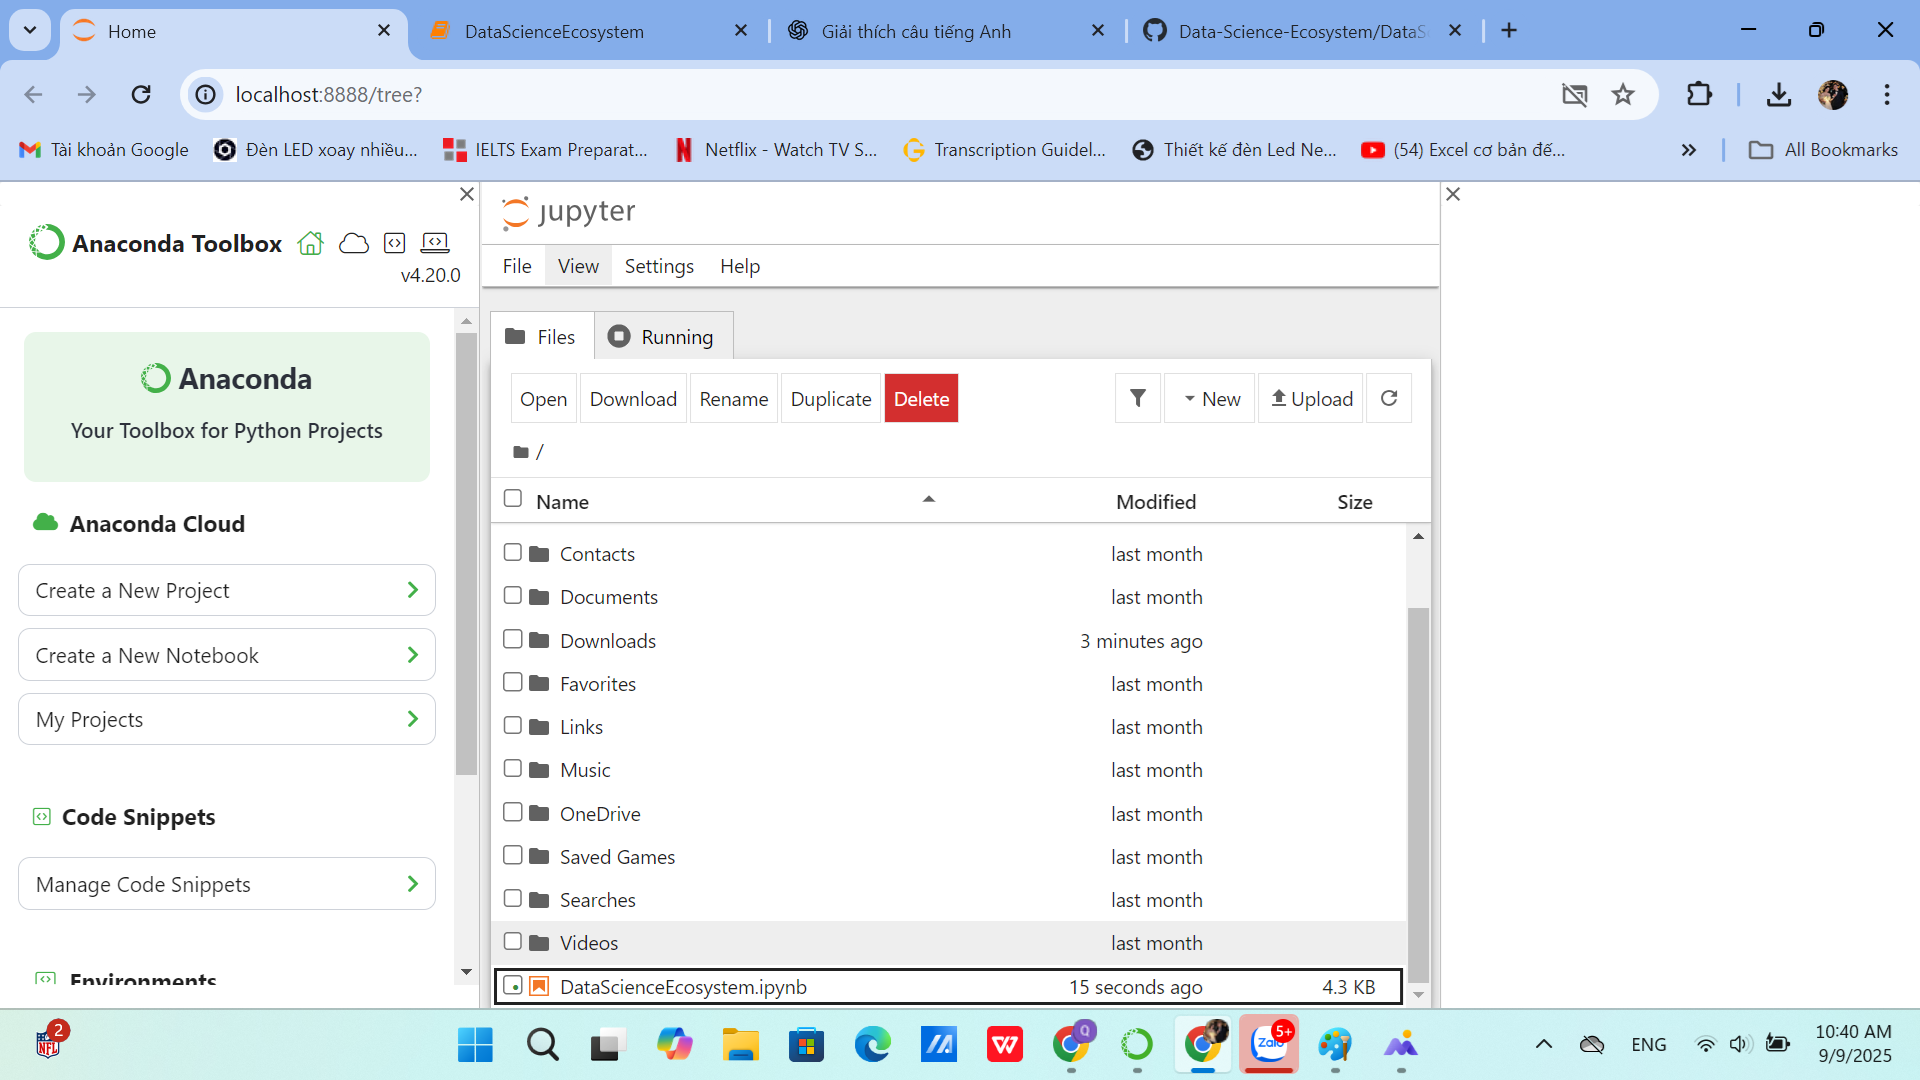 Home
DataScienceEcosystem
Giải thích câu tiếng Anh
Data-Science-Ecosystem/DataS
localhost:8888/tree?
Tài khoản Google
Đèn LED xoay nhiều...
IELTS Exam Preparat...
Netflix - Watch TV S...
Transcription Guidel...
Thiết kế đèn Led Ne...
(54) Excel cơ bản đế...
All Bookmarks
Anaconda Toolbox
v4.20.0
Anaconda
Your Toolbox for Python Projects
Anaconda Cloud
Create a New Project
Create a New Notebook
My Projects
Code Snippets
Manage Code Snippets
Environments
jupyter
File View Settings Help
Files Running
Open Download Rename Duplicate Delete New Upload
/
Name Modified Size
Contacts last month
Documents last month
Downloads 3 minutes ago
Favorites last month
Links last month
Music last month
OneDrive last month
Saved Games last month
Searches last month
Videos last month
DataScienceEcosystem.ipynb 15 seconds ago 4.3 KB
2
NFL
Q
5+
Zalo
ENG
10:40 AM
9/9/2025